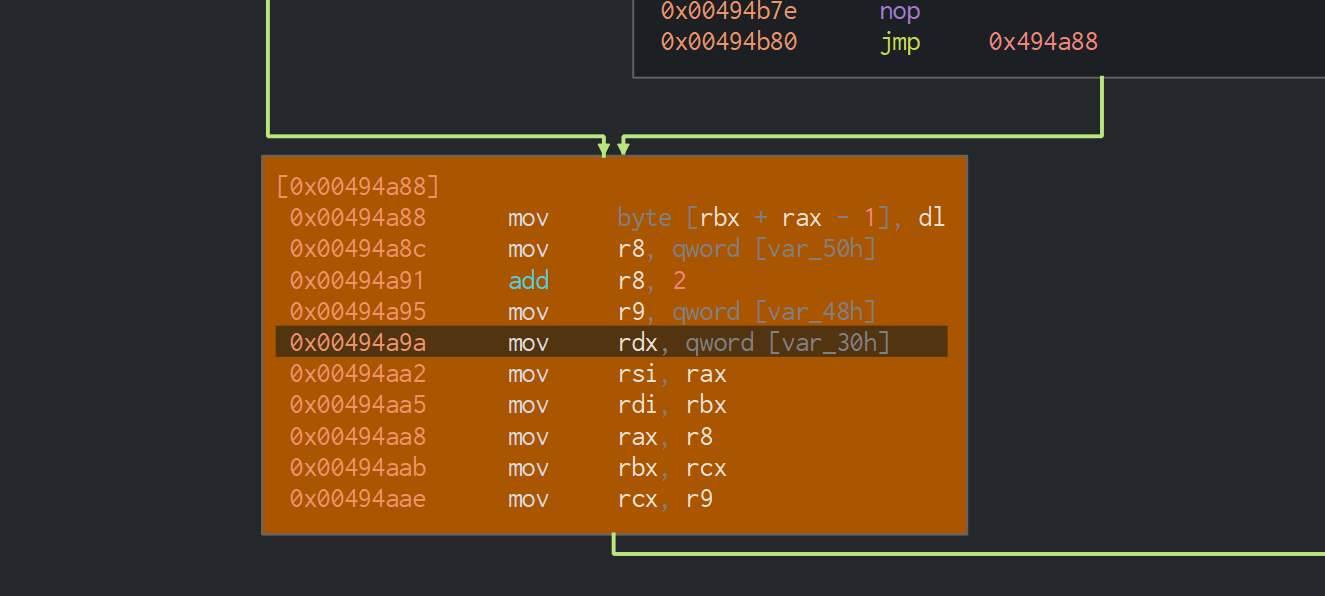 0x00494b7e nop
0x00494b80 jmp 0x494a88
[0x00494a88]
0x00494a88 mov byte [rbx + rax - 1], dl
0x00494a8c mov r8, qword [var_50h]
0x00494a91 add r8, 2
0x00494a95 mov r9, qword [var_48h]
0x00494a9a mov rdx, qword [var_30h]
0x00494aa2 mov rsi, rax
0x00494aa5 mov rdi, rbx
0x00494aa8 mov rax, r8
0x00494aab mov rbx, rcx
0x00494aae mov rcx, r9